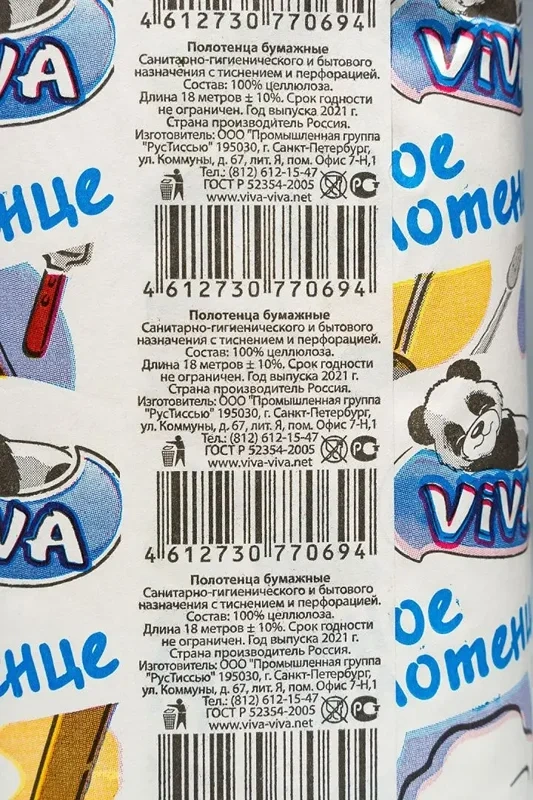 4 612730 770694
Полотенца бумажные
Санитарно-гигиенического и бытового
назначения с тиснением и перфорацией.
Состав: 100% целлюлоза.
Длина 18 метров ± 10%. Срок годности
не ограничен. Год выпуска 2021 г.
Страна производитель Россия.
Изготовитель: ООО "Промышленная группа
"РусТиссью" 195030, г. Санкт-Петербург,
ул. Коммуны, д. 67, лит. Я, пом. Офис 7-Н,1
Тел.: (812) 612-15-47
ГОСТ Р 52354-2005
www.viva-viva.net
4 612730 770694
Полотенца бумажные
Санитарно-гигиенического и бытового
назначения с тиснением и перфорацией.
Состав: 100% целлюлоза.
Длина 18 метров ± 10%. Срок годности
не ограничен. Год выпуска 2021 г.
Страна производитель Россия.
Изготовитель: ООО "Промышленная группа
"РусТиссью" 195030, г. Санкт-Петербург,
ул. Коммуны, д. 67, лит. Я, пом. Офис 7-Н,1
Тел.: (812) 612-15-47
ГОСТ Р 52354-2005
www.viva-viva.net
4 612730 770694
Полотенца бумажные
Санитарно-гигиенического и бытового
назначения с тиснением и перфорацией.
Состав: 100% целлюлоза.
Длина 18 метров ± 10%. Срок годности
не ограничен. Год выпуска 2021 г.
Страна производитель Россия.
Изготовитель: ООО "Промышленная группа
"РусТиссью" 195030, г. Санкт-Петербург,
ул. Коммуны, д. 67, лит. Я, пом. Офис 7-Н,1
Тел.: (812) 612-15-47
ГОСТ Р 52354-2005
www.viva-viva.net
VA
нце
VA
нце
ViV
ое
лотен
ViV
ое
лотенц